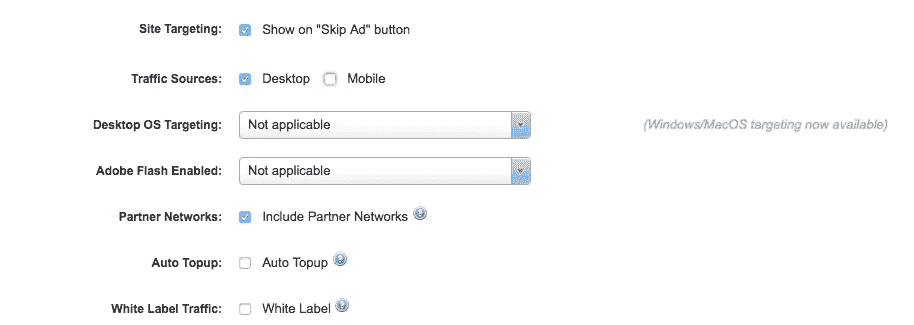 Site Targeting: Show on "Skip Ad" button
Traffic Sources: Desktop Mobile
Desktop OS Targeting: Not applicable (Windows/MacOS targeting now available)
Adobe Flash Enabled: Not applicable
Partner Networks: Include Partner Networks ?
Auto Topup: Auto Topup ?
White Label Traffic: White Label ?